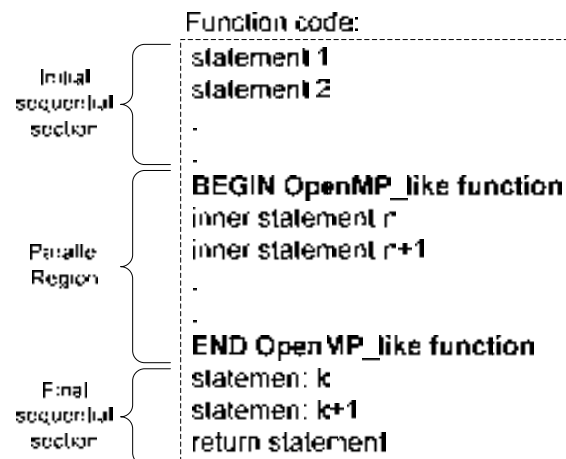 Function code:
statement 1
statement 2
.
.
BEGIN OpenMP_like function
inner statement r
inner statement r+1
.
.
END OpenMP_like function
statement k
statement k+1
return statement
Initial
sequential
section
Parallel
Region
Final
sequential
section